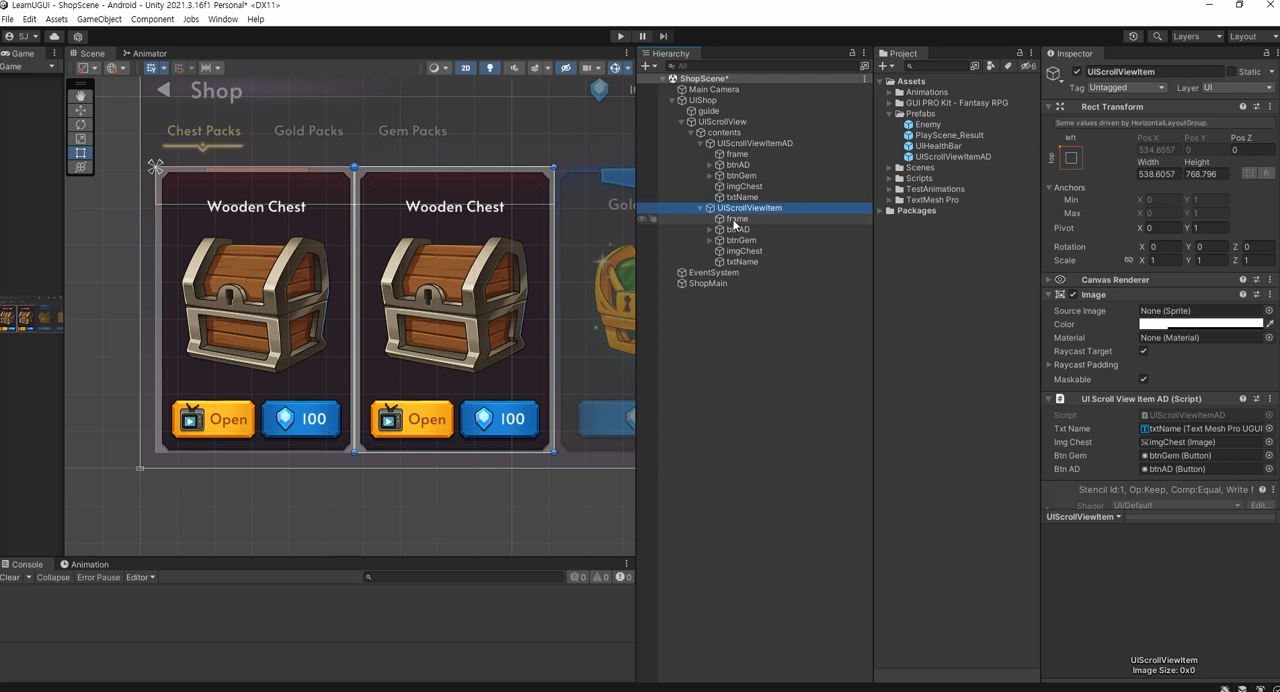 LearnUGUI - ShopScene - Android - Unity 2021.3.16f1 Personal* <DX11>
File Edit Assets GameObject Component Jobs Window Help
SJ Layers Layout
Game Scene Animator
Game 2D
Shop
Chest Packs Gold Packs Gem Packs
Wooden Chest Wooden Chest Gol
Open 100 Open 100
Console Animation
Clear Collapse Error Pause Editor 0 0 0
Hierarchy
All
ShopScene*
Main Camera
UIShop
guide
UIScrollView
contents
UIScrollViewItemAD
frame
btnAD
btnGem
imgChest
txtName
UIScrollViewItem
frame
btnAD
btnGem
imgChest
txtName
EventSystem
ShopMain
Project
6
Assets
Animations
GUI PRO Kit - Fantasy RPG
Prefabs
Enemy
PlayScene_Result
UIHealthBar
UIScrollViewItemAD
Scenes
Scripts
TestAnimations
TextMesh Pro
Packages
Inspector
UIScrollViewItem Static
Tag Untagged Layer UI
Rect Transform
Some values driven by HorizontalLayoutGroup.
left Pos X Pos Y Pos Z
top 534.6557 0 0
Width Height
538.6057 768.796 R
Anchors
Min X 0 Y 1
Max X 0 Y 1
Pivot X 0 Y 1
Rotation X 0 Y 0 Z 0
Scale X 1 Y 1 Z 1
Canvas Renderer
Image
Source Image None (Sprite)
Color
Material None (Material)
Raycast Target
Raycast Padding
Maskable
UI Scroll View Item AD (Script)
Script UIScrollViewItemAD
Txt Name txtName (Text Mesh Pro UGUI
Img Chest imgChest (Image)
Btn Gem btnGem (Button)
Btn AD btnAD (Button)
Stencil Id:1, Op:Keep, Comp:Equal, Write
Shader UI/Default Edit...
UIScrollViewItem
UIScrollViewItem
Image Size: 0x0